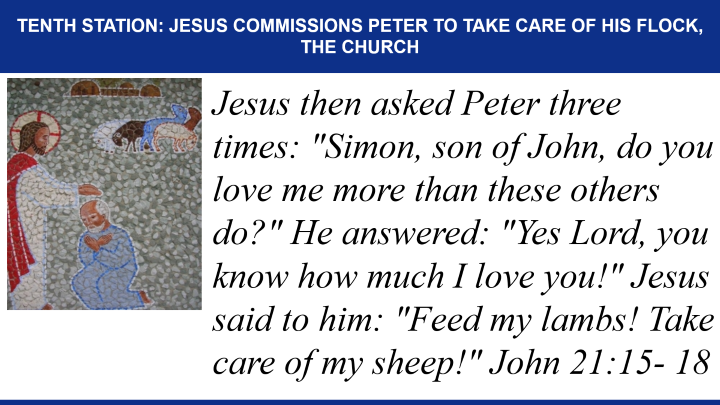 TENTH STATION: JESUS COMMISSIONS PETER TO TAKE CARE OF HIS FLOCK,
THE CHURCH
Jesus then asked Peter three
times: "Simon, son of John, do you
love me more than these others
do?" He answered: "Yes Lord, you
know how much I love you!" Jesus
said to him: "Feed my lambs! Take
care of my sheep!" John 21:15- 18